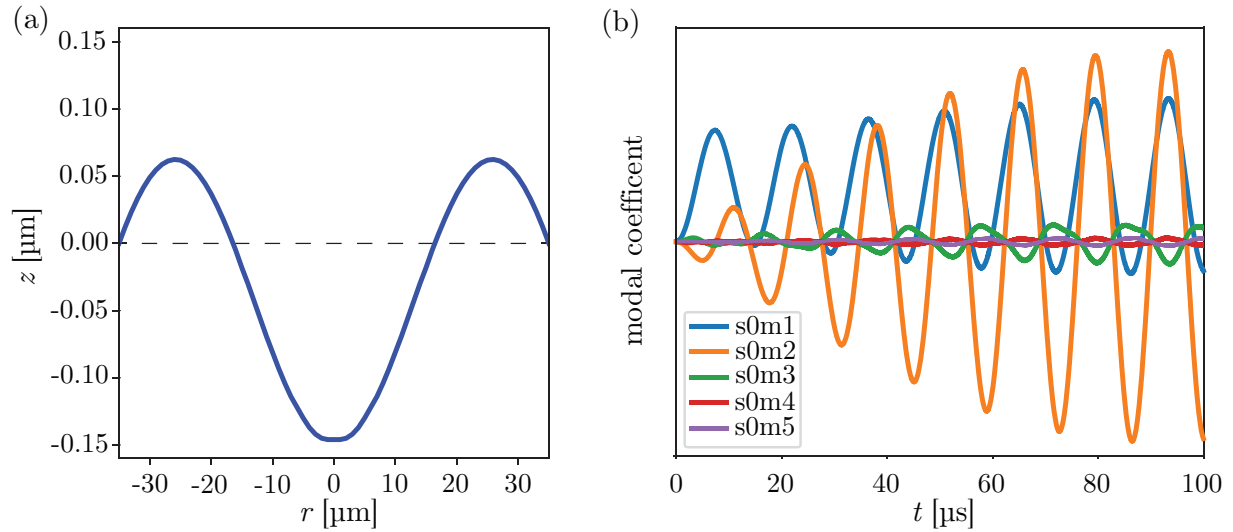 (a)
0.15
0.10
0.05
0.00
-0.05
-0.10
-0.15
z [µm]
-30 -20 -10 0 10 20 30
r [µm]
(b)
modal coefficent
s0m1
s0m2
s0m3
s0m4
s0m5
0 20 40 60 80 100
t [µs]